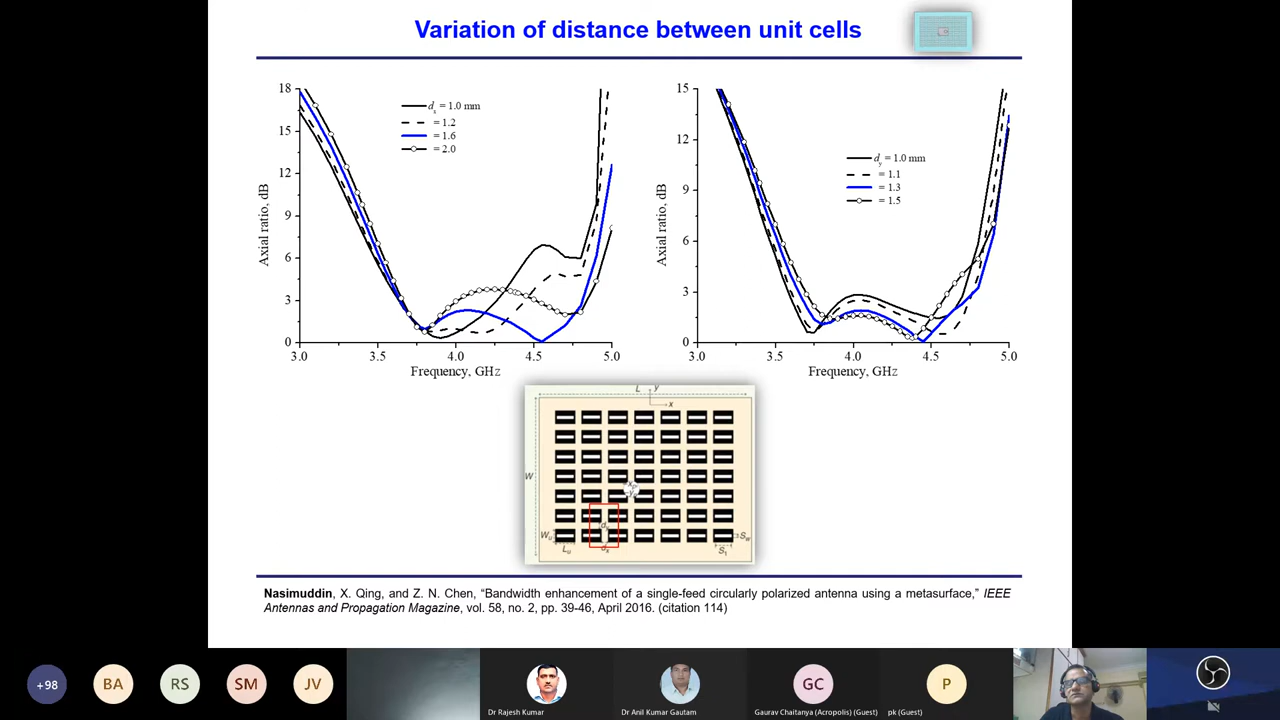 Variation of distance between unit cells
18
15
12
9
6
3
0
Axial ratio, dB
dx = 1.0 mm
= 1.2
= 1.6
= 2.0
3.0 3.5 4.0 4.5 5.0
Frequency, GHz
15
12
9
6
3
0
Axial ratio, dB
dy = 1.0 mm
= 1.1
= 1.3
= 1.5
3.0 3.5 4.0 4.5 5.0
Frequency, GHz
L y
x
W
Wu
Lu
dx
Sw
Nasimuddin, X. Qing, and Z. N. Chen, “Bandwidth enhancement of a single-feed circularly polarized antenna using a metasurface,” IEEE
Antennas and Propagation Magazine, vol. 58, no. 2, pp. 39-46, April 2016. (citation 114)
+98 BA RS SM JV GC P
Dr Rajesh Kumar Dr Anil Kumar Gautam Gaurav Chaitanya (Acropolis) (Guest) pk (Guest)